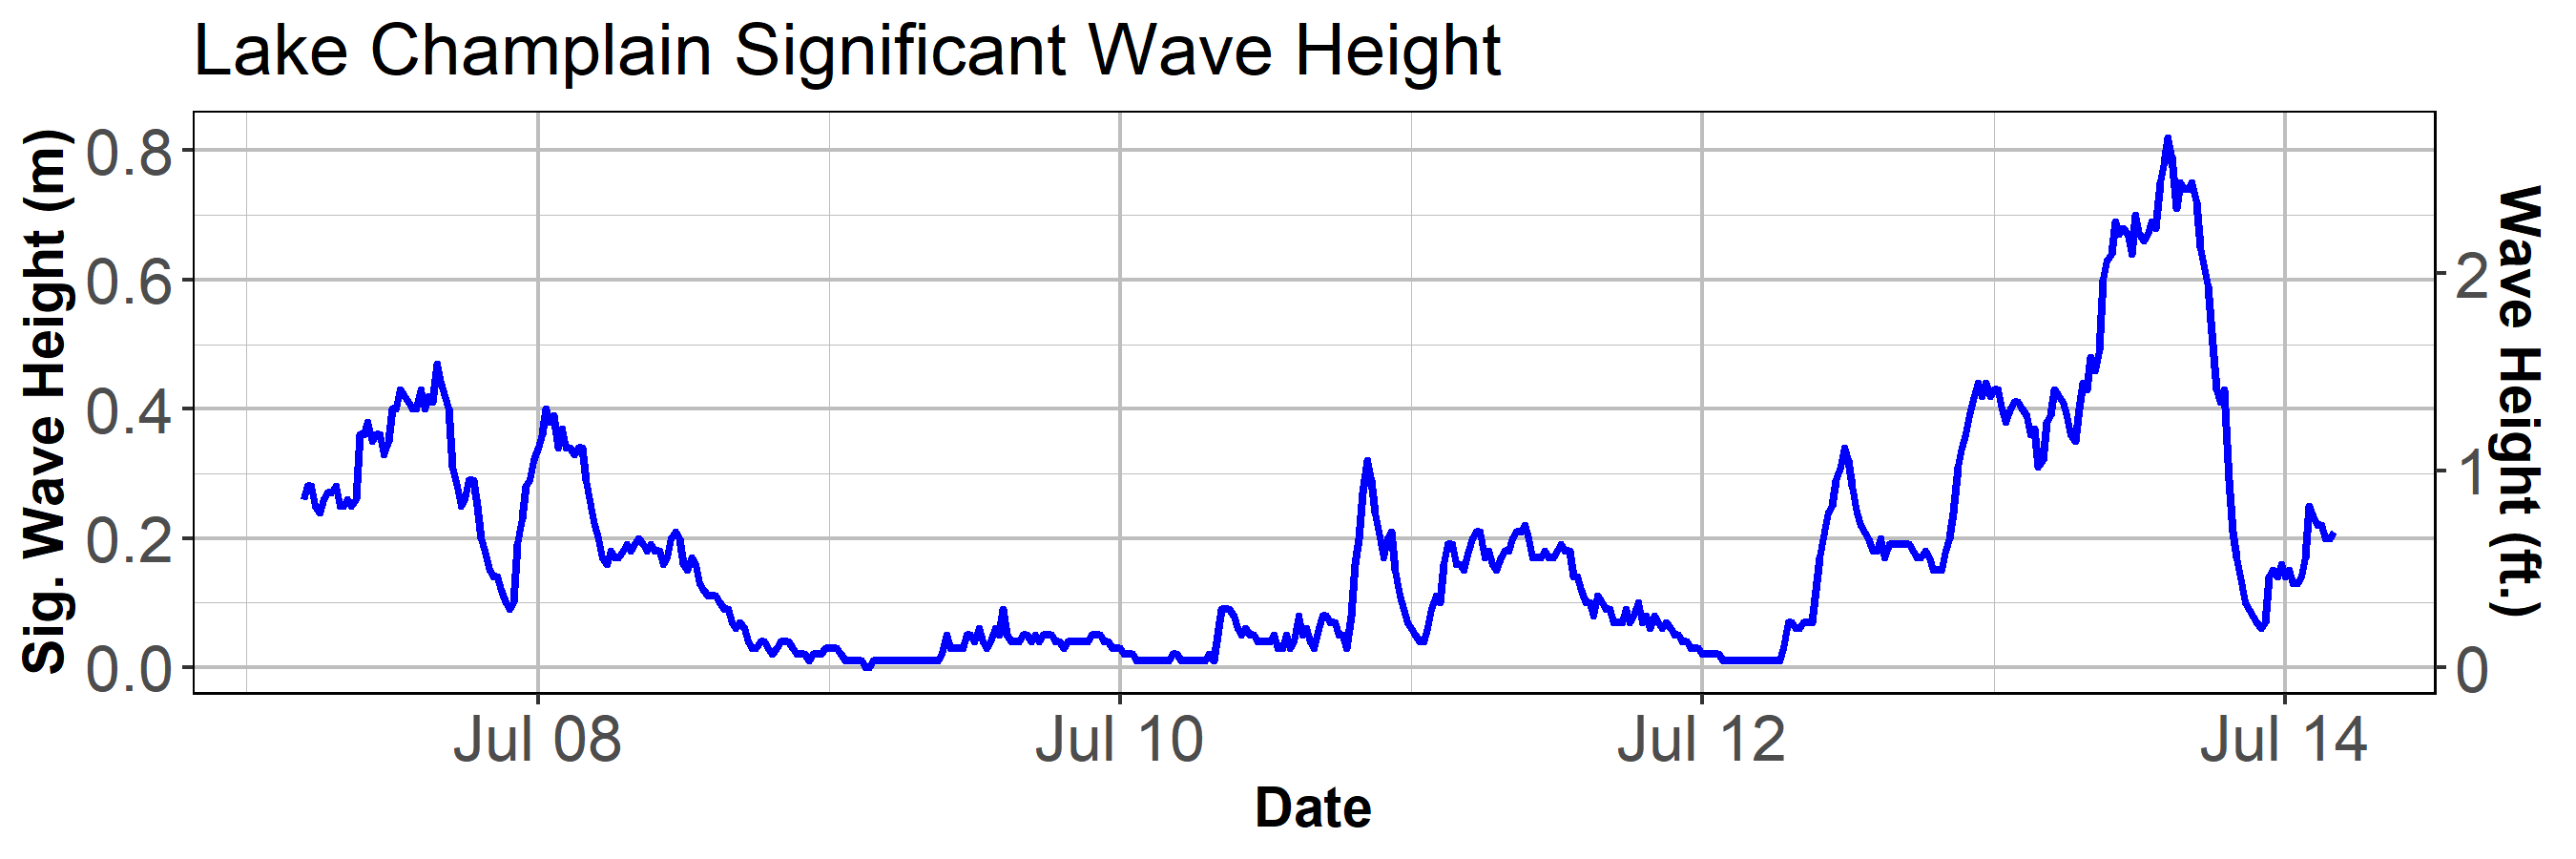 Lake Champlain Significant Wave Height
Sig. Wave Height (m)
0.8
0.6
0.4
0.2
0.0
Wave Height (ft.)
2
1
0
Jul 08
Jul 10
Jul 12
Jul 14
Date